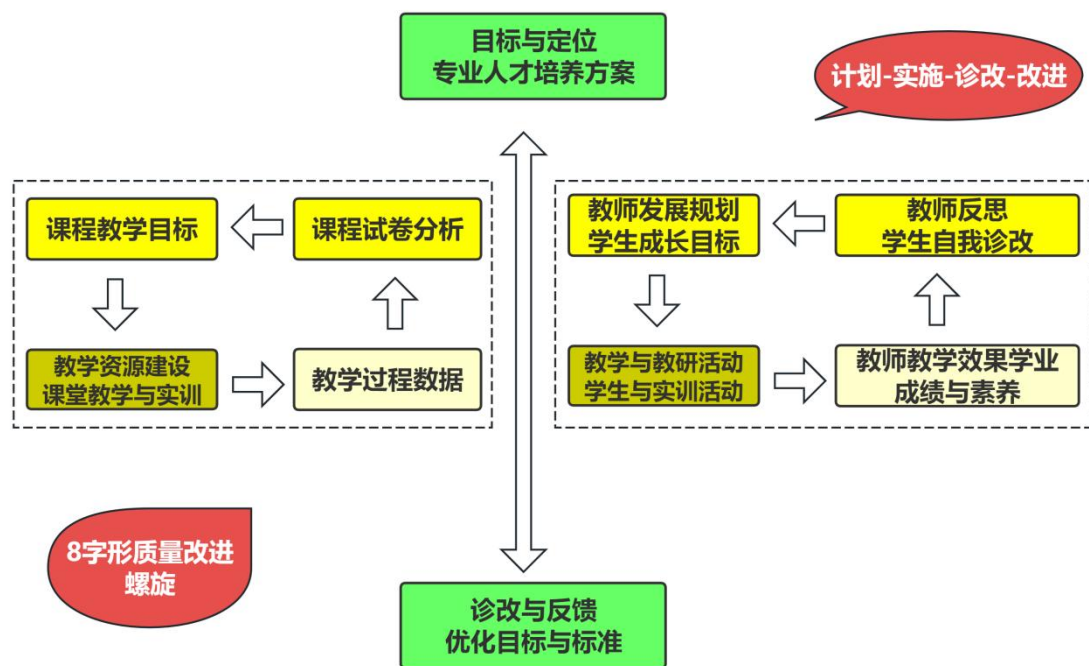 目标与定位
专业人才培养方案
计划-实施-诊改-改进
课程教学目标
课程试卷分析
教学资源建设
课堂教学与实训
教学过程数据
教师发展规划
学生成长目标
教师反思
学生自我诊改
教学与教研活动
学生与实训活动
教师教学效果学业
成绩与素养
8字形质量改进
螺旋
诊改与反馈
优化目标与标准